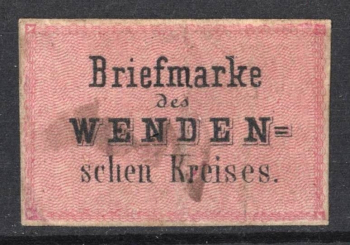 Briefmarke
des
WENDEN=
schen Kreises.